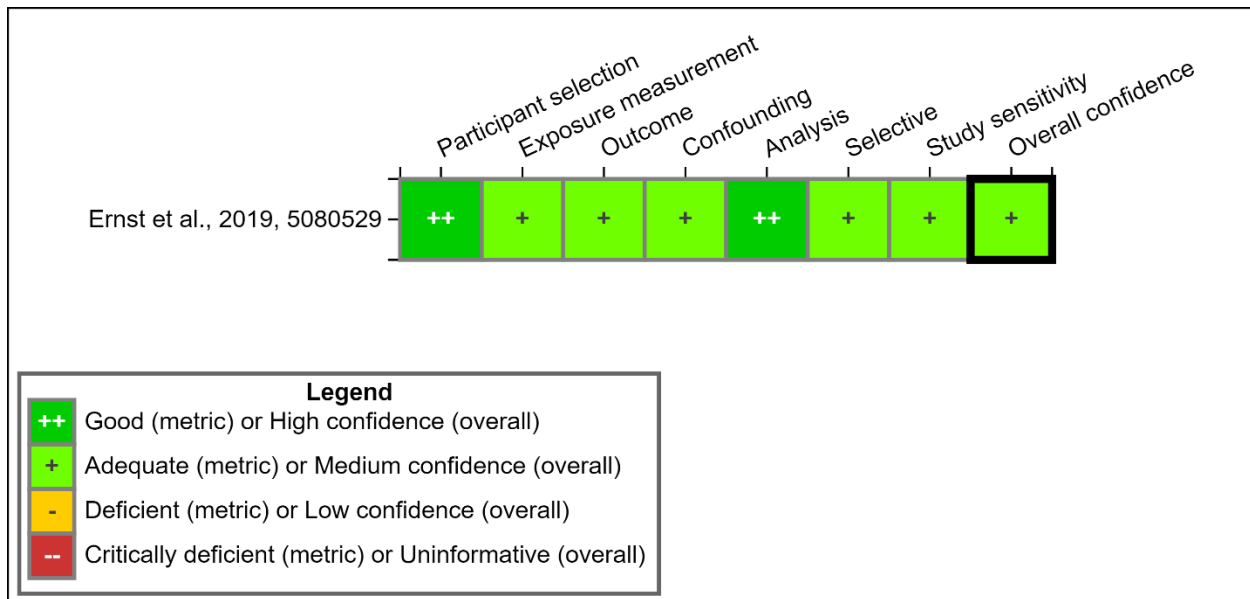 Participant selection
Exposure measurement
Outcome
Confounding
Analysis
Selective
Study sensitivity
Overall confidence
Ernst et al., 2019, 5080529 ++ + + + ++ + + +
Legend
++ Good (metric) or High confidence (overall)
+ Adequate (metric) or Medium confidence (overall)
- Deficient (metric) or Low confidence (overall)
-- Critically deficient (metric) or Uninformative (overall)